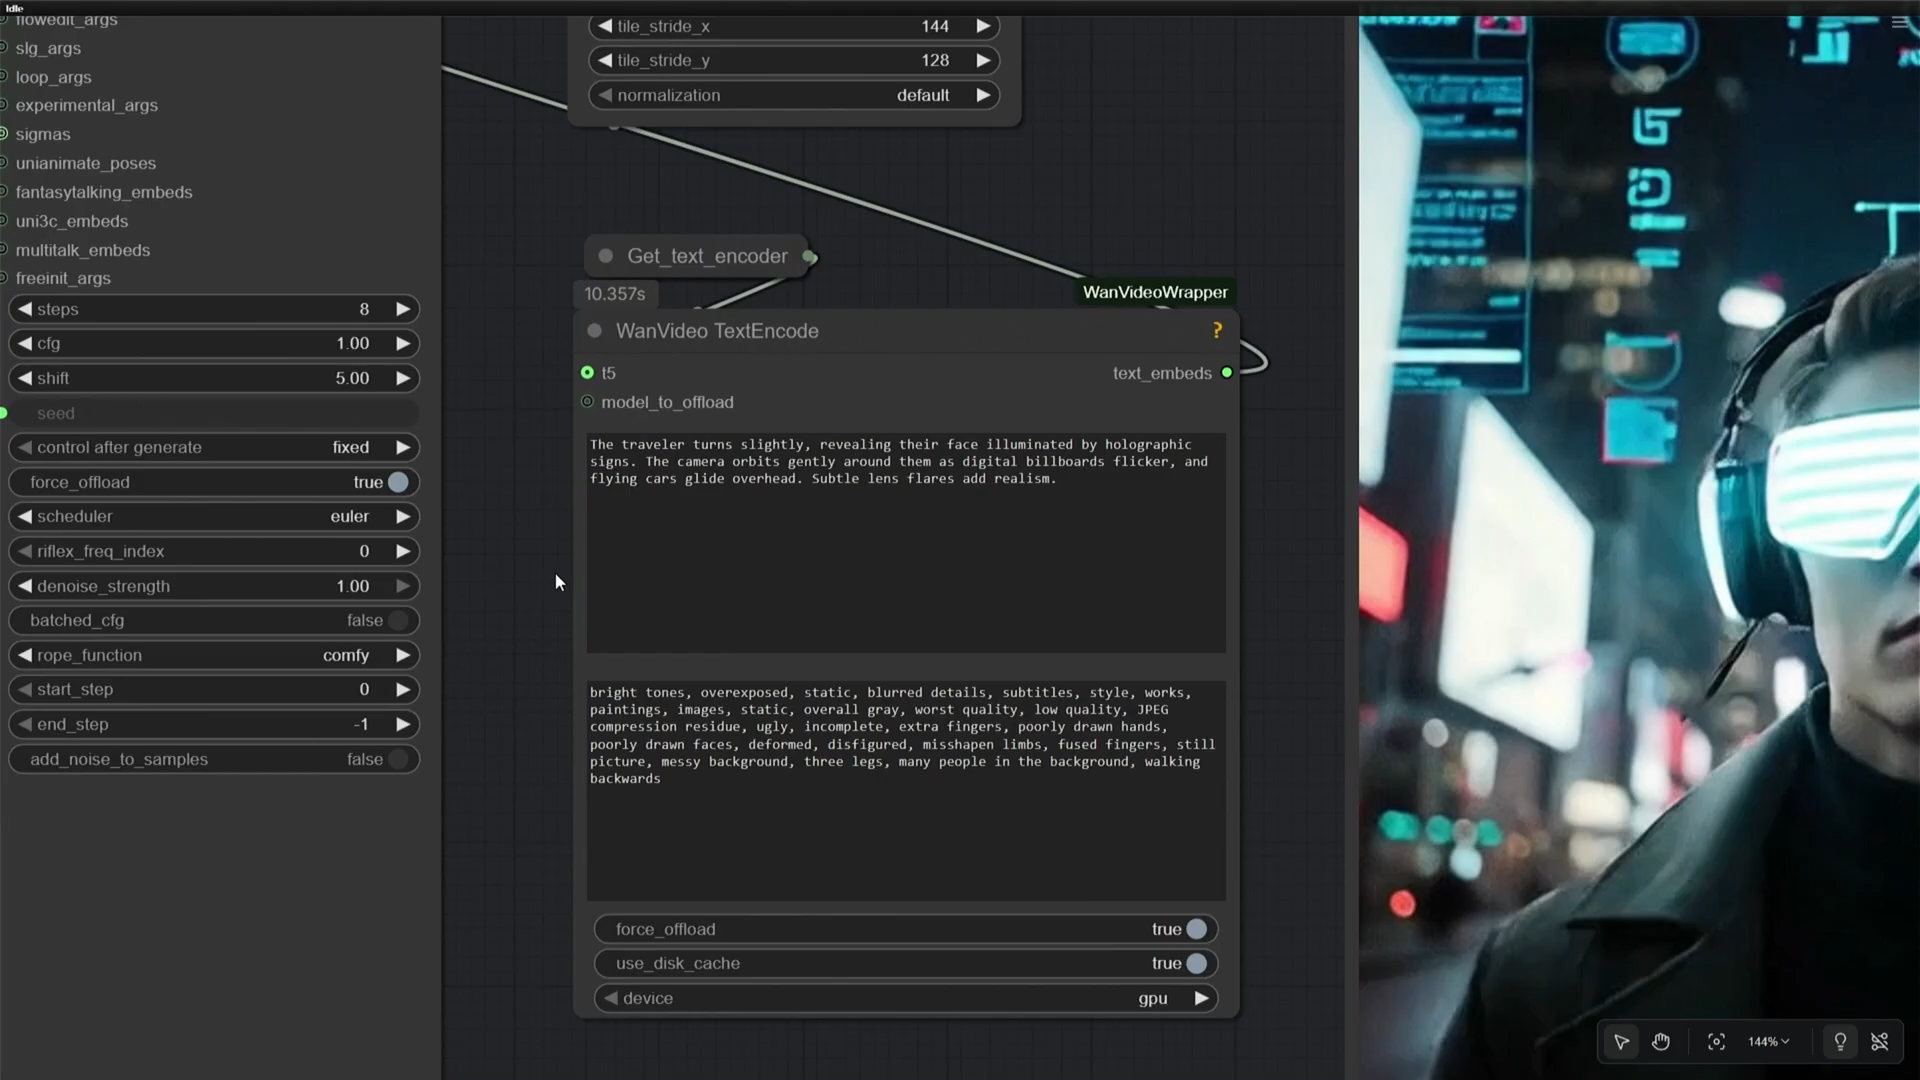 Idle
flowedit_args
slg_args
loop_args
experimental_args
sigmas
unianimate_poses
fantasytalking_embeds
uni3c_embeds
multitalk_embeds
freeinit_args
steps 8
cfg 1.00
shift 5.00
seed
control after generate fixed
force_offload true
scheduler euler
riflex_freq_index 0
denoise_strength 1.00
batched_cfg false
rope_function comfy
start_step 0
end_step -1
add_noise_to_samples false
tile_stride_x 144
tile_stride_y 128
normalization default
Get_text_encoder
10.357s
WanVideoWrapper
WanVideo TextEncode ?
t5 text_embeds
model_to_offload
The traveler turns slightly, revealing their face illuminated by holographic
signs. The camera orbits gently around them as digital billboards flicker, and
flying cars glide overhead. Subtle lens flares add realism.
bright tones, overexposed, static, blurred details, subtitles, style, works,
paintings, images, static, overall gray, worst quality, low quality, JPEG
compression residue, ugly, incomplete, extra fingers, poorly drawn hands,
poorly drawn faces, deformed, disfigured, misshapen limbs, fused fingers, still
picture, messy background, three legs, many people in the background, walking
backwards
force_offload true
use_disk_cache true
device gpu
144%